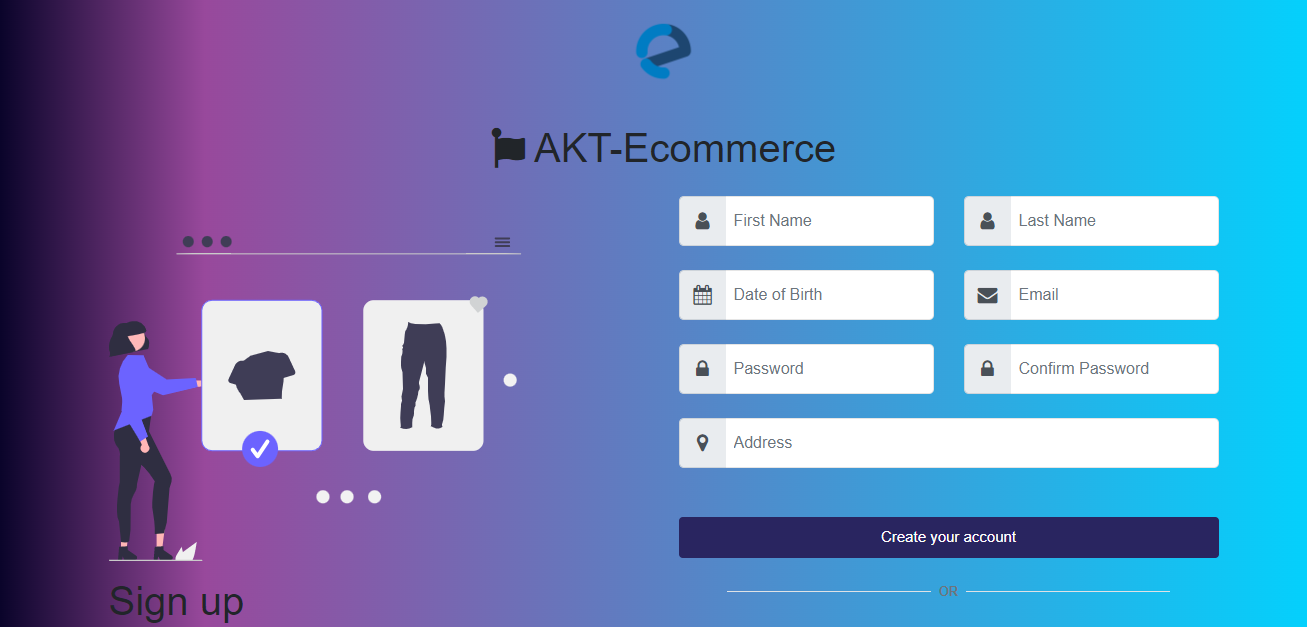 AKT-Ecommerce
First Name
Last Name
Date of Birth
Email
Password
Confirm Password
Address
Create your account
OR
Sign up